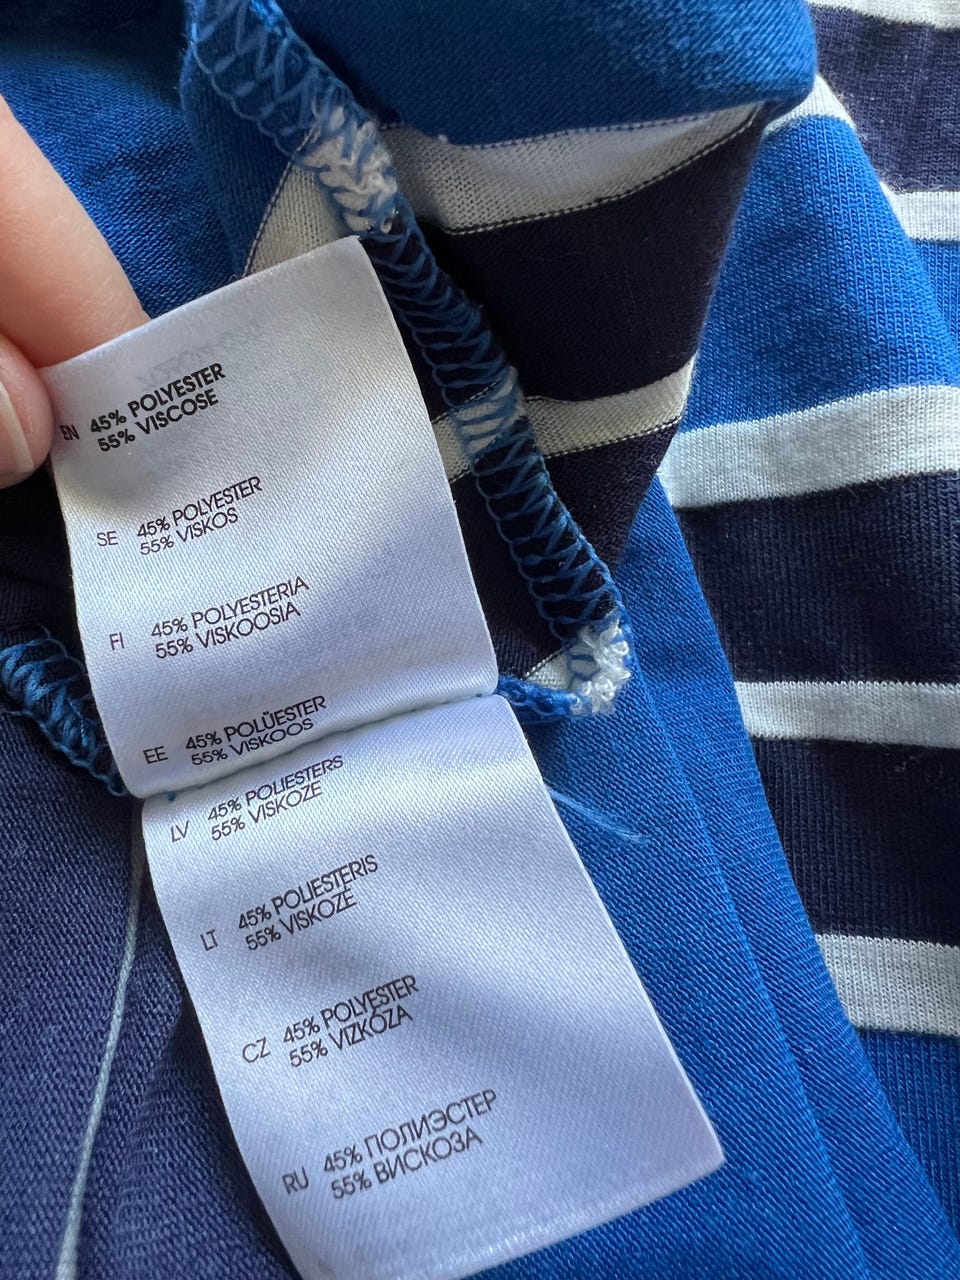 EN 45% POLYESTER
55% VISCOSE
SE 45% POLYESTER
55% VISKOS
FI 45% POLYESTERIA
55% VISKOOSIA
EE 45% POLÜESTER
55% VISKOOS
LV 45% POLIESTERS
55% VISKOZE
LT 45% POLIESTERIS
55% VISKOZĖ
CZ 45% POLYESTER
55% VIZKÓZA
RU 45% ПОЛИЭСТЕР
55% ВИСКОЗА